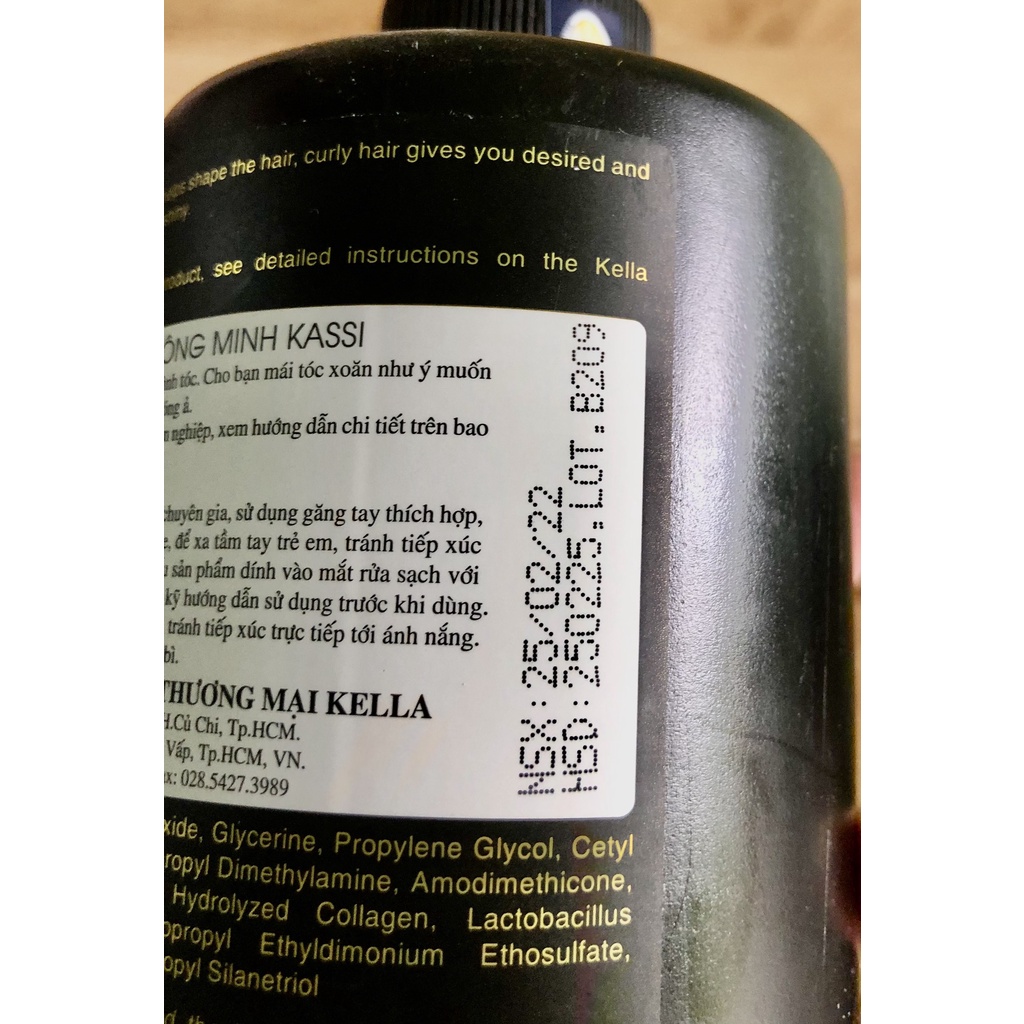 shape the hair, curly hair gives you desired and
shiny
product, see detailed instructions on the Kella
ÔNG MINH KASSI
tóc. Cho bạn mái tóc xoăn như ý muốn
ả.
nghiệp, xem hướng dẫn chi tiết trên bao
chuyên gia, sử dụng găng tay thích hợp,
để xa tầm tay trẻ em, tránh tiếp xúc
sản phẩm dính vào mắt rửa sạch với
kỹ hướng dẫn sử dụng trước khi dùng.
tránh tiếp xúc trực tiếp tới ánh nắng.
bì.
THƯƠNG MẠI KELLA
H.Củ Chi, Tp.HCM.
Vấp, Tp.HCM, VN.
ax: 028.5427.3989
NSX: 25/02/22
HSD: 250225.LOT.B209
xide, Glycerine, Propylene Glycol, Cetyl
ropyl Dimethylamine, Amodimethicone,
Hydrolyzed Collagen, Lactobacillus
opropyl Ethyldimonium Ethosulfate,
opyl Silanetriol